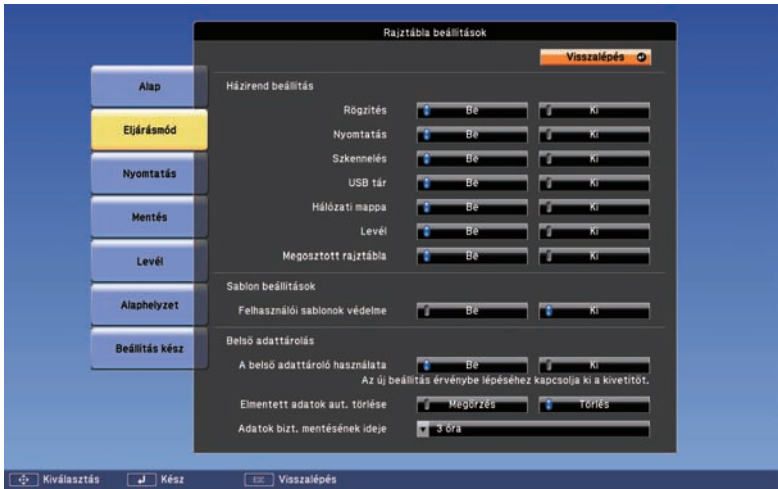 Rajztábla beállítások
Visszalépés
Alap
Eljárásmód
Nyomtatás
Mentés
Levél
Alaphelyzet
Beállítás kész
Házirend beállítás
Rögzítés Be Ki
Nyomtatás Be Ki
Szkennelés Be Ki
USB tár Be Ki
Hálózati mappa Be Ki
Levél Be Ki
Megosztott rajztábla Be Ki
Sablon beállítások
Felhasználói sablonok védelme Be Ki
Belső adattárolás
A belső adattároló használata Be Ki
Az új beállítás érvénybe lépéséhez kapcsolja ki a kivetítőt.
Elmentett adatok aut. törlése Megőrzés Törlés
Adatok bizt. mentésének ideje 3 óra
Kiválasztás Kész Esc Visszalépés